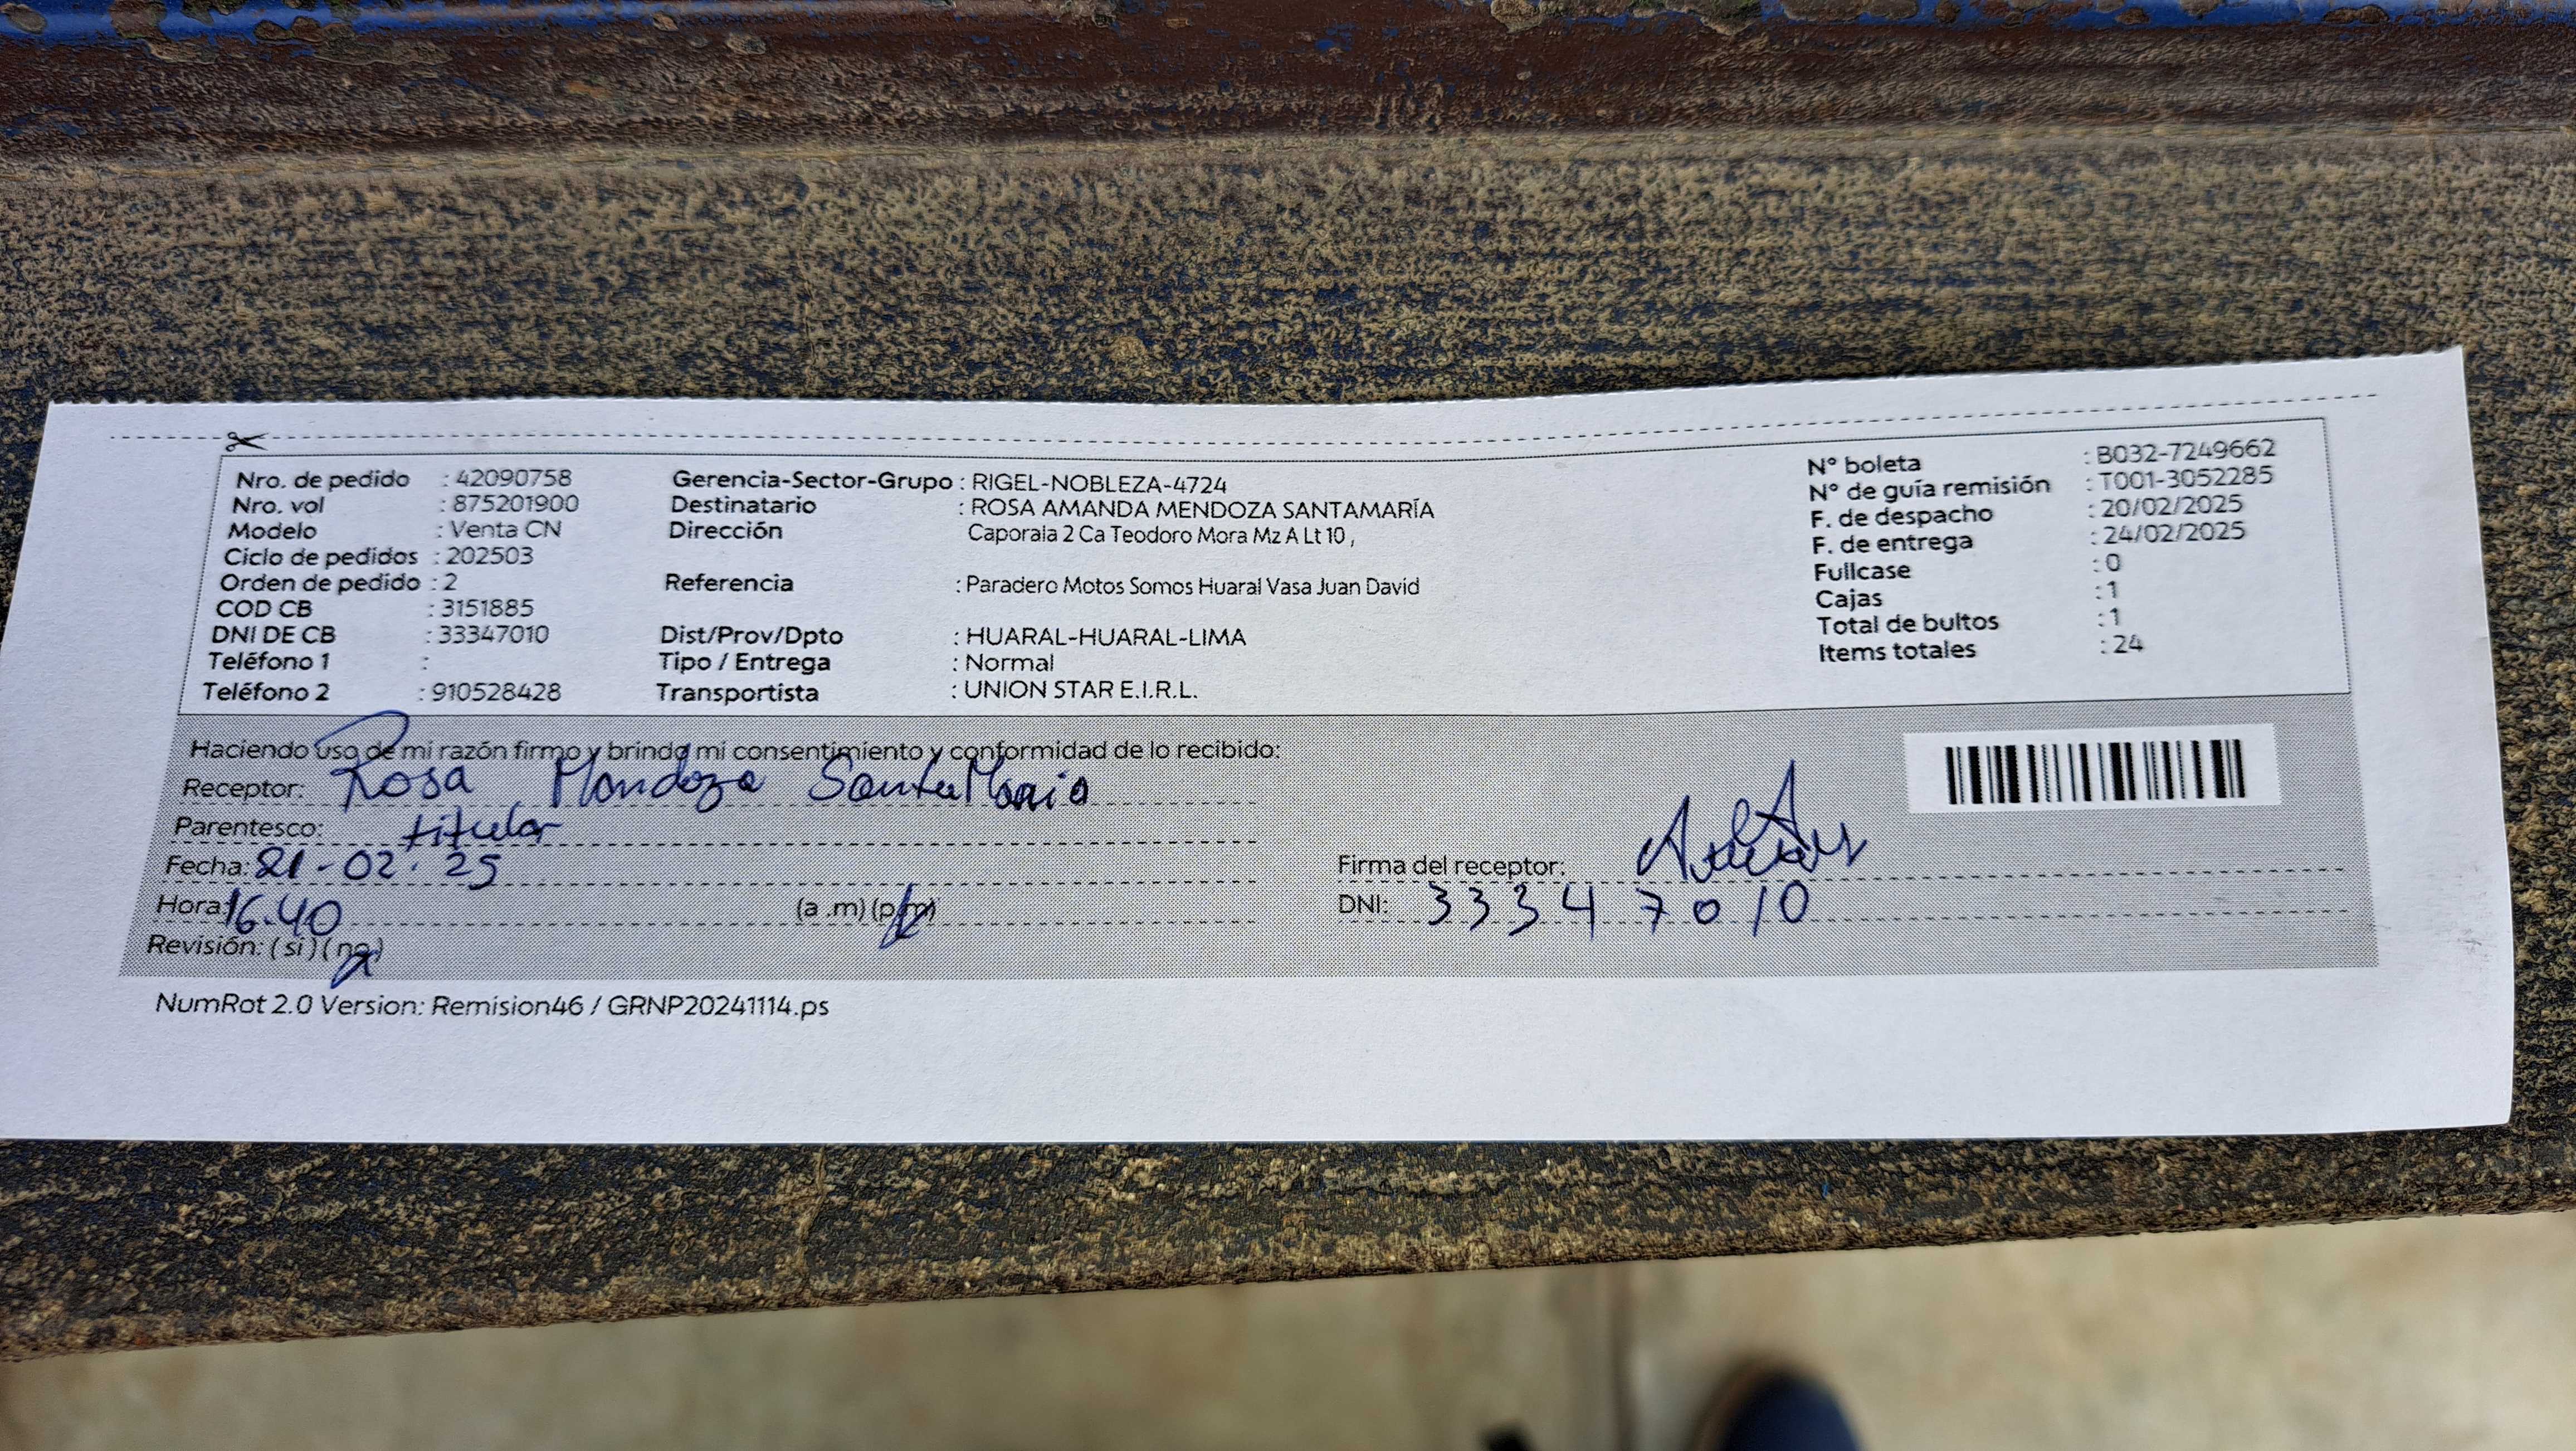 Nro. de pedido : 42090758
Nro. vol : 875201900
Modelo : Venta CN
Ciclo de pedidos : 202503
Orden de pedido : 2
COD CB : 3151885
DNI DE CB : 33347010
Teléfono 1 :
Teléfono 2 : 910528428
Gerencia-Sector-Grupo : RIGEL-NOBLEZA-4724
Destinatario : ROSA AMANDA MENDOZA SANTAMARÍA
Dirección Caporala 2 Ca Teodoro Mora Mz A Lt 10 ,
Referencia : Paradero Motos Somos Huaral Vasa Juan David
Dist/Prov/Dpto : HUARAL-HUARAL-LIMA
Tipo / Entrega : Normal
Transportista : UNION STAR E.I.R.L.
N° boleta : B032-7249662
N° de guía remisión : T001-3052285
F. de despacho : 20/02/2025
F. de entrega : 24/02/2025
Fullcase : 0
Cajas : 1
Total de bultos : 1
Items totales : 24
Haciendo uso de mi razón firmo y brindo mi consentimiento y conformidad de lo recibido:
Receptor: Rosa Mendoza SantaMaria
Parentesco: titular
Fecha: 21-02.25
Hora: 16.40 (a .m) (p.m)
Revisión: (si) (no)
Firma del receptor:
DNI: 33347010
NumRot 2.0 Version: Remision46 / GRNP20241114.ps